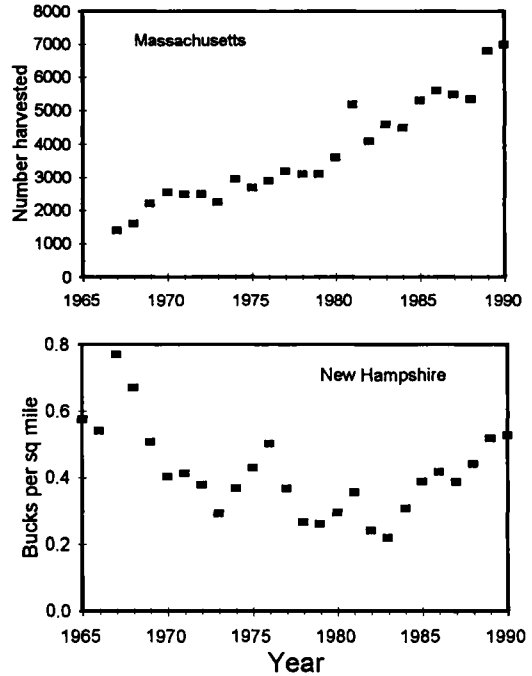 8000
Massachusetts
7000
6000
5000
4000
3000
2000
1000
0
Number harvested
1965 1970 1975 1980 1985 1990
0.8
New Hampshire
0.6
0.4
0.2
0.0
Bucks per sq mile
1965 1970 1975 1980 1985 1990
Year